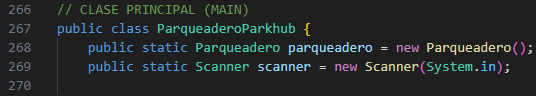 266 // CLASE PRINCIPAL (MAIN)
267 public class ParqueaderoParkhub {
268 public static Parqueadero parqueadero = new Parqueadero();
269 public static Scanner scanner = new Scanner(System.in);
270